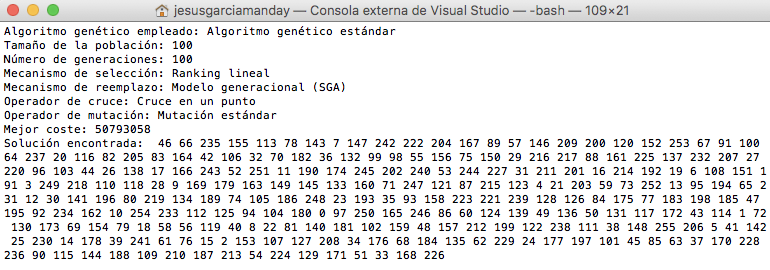 jesusgarciamanday — Consola externa de Visual Studio — -bash — 109×21
Algoritmo genético empleado: Algoritmo genético estándar
Tamaño de la población: 100
Número de generaciones: 100
Mecanismo de selección: Ranking lineal
Mecanismo de reemplazo: Modelo generacional (SGA)
Operador de cruce: Cruce en un punto
Operador de mutación: Mutación estándar
Mejor coste: 50793058
Solución encontrada:  46 66 235 155 113 78 143 7 147 242 222 204 167 89 57 146 209 200 120 152 253 67 91 100
64 237 20 116 82 205 83 164 42 106 32 70 182 36 132 99 98 55 156 75 150 29 216 217 88 161 225 137 232 207 27
220 96 103 44 26 138 17 166 243 52 251 11 190 174 245 202 240 53 244 227 31 211 201 16 214 192 19 6 108 151 1
91 3 249 218 110 118 28 9 169 179 163 149 145 133 160 71 247 121 87 215 123 4 21 203 59 73 252 13 95 194 65 2
31 12 30 141 196 80 219 134 189 74 105 186 248 23 193 35 93 158 223 221 239 128 126 84 175 77 183 198 185 47
195 92 234 162 10 254 233 112 125 94 104 180 0 97 250 165 246 86 60 124 139 49 136 50 131 117 172 43 114 1 72
130 173 69 154 79 18 58 56 119 40 8 22 81 140 181 102 159 48 157 212 199 122 238 111 38 148 255 206 5 41 142
25 230 14 178 39 241 61 76 15 2 153 107 127 208 34 176 68 184 135 62 229 24 177 197 101 45 85 63 37 170 228
236 90 115 144 188 109 210 187 213 54 224 129 171 51 33 168 226